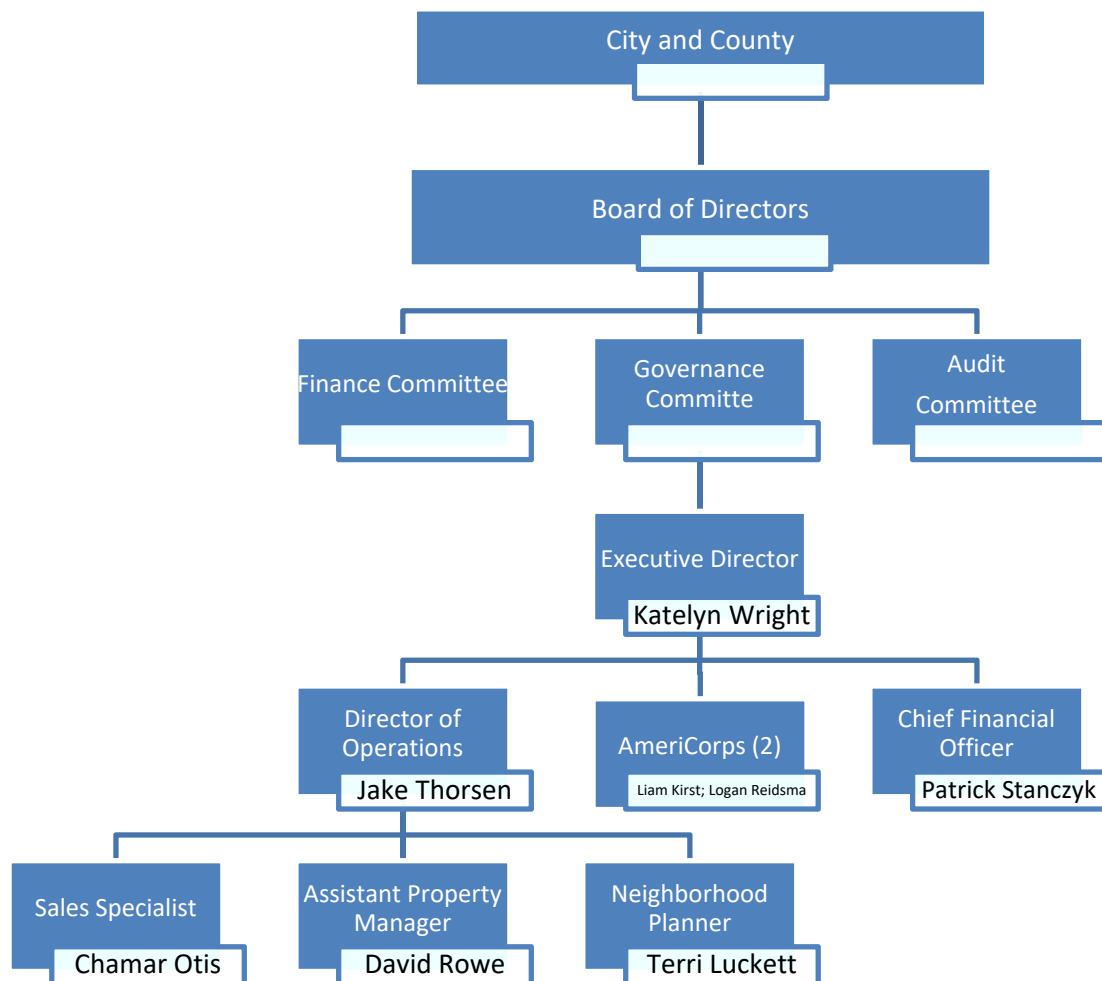 City and County
Board of Directors
Finance Committee
Governance
Committe
Audit
Committee
Executive Director
Katelyn Wright
Director of
Operations
Jake Thorsen
AmeriCorps (2)
Liam Kirst; Logan Reidsma
Chief Financial
Officer
Patrick Stanczyk
Sales Specialist
Chamar Otis
Assistant Property
Manager
David Rowe
Neighborhood
Planner
Terri Luckett